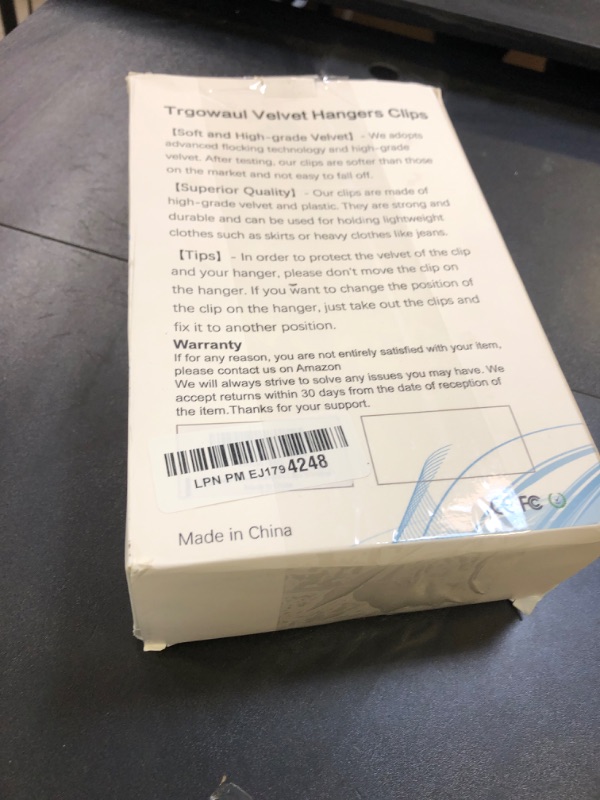 Trgowaul Velvet Hangers Clips
【Soft and High-grade Velvet】 - We adopts
advanced flocking technology and high-grade
velvet. After testing, our clips are softer than those
on the market and not easy to fall off.
【Superior Quality】 - Our clips are made of
high-grade velvet and plastic. They are strong and
durable and can be used for holding lightweight
clothes such as skirts or heavy clothes like jeans.
【Tips】 - In order to protect the velvet of the clip
and your hanger, please don't move the clip on
the hanger. If you want to change the position of
the clip on the hanger, just take out the clips and
fix it to another position.
Warranty
If for any reason, you are not entirely satisfied with your item,
please contact us on Amazon
We will always strive to solve any issues you may have. We
accept returns within 30 days from the date of reception of
the item.Thanks for your support.
LPN PM EJ179 4248
CE FC
Made in China